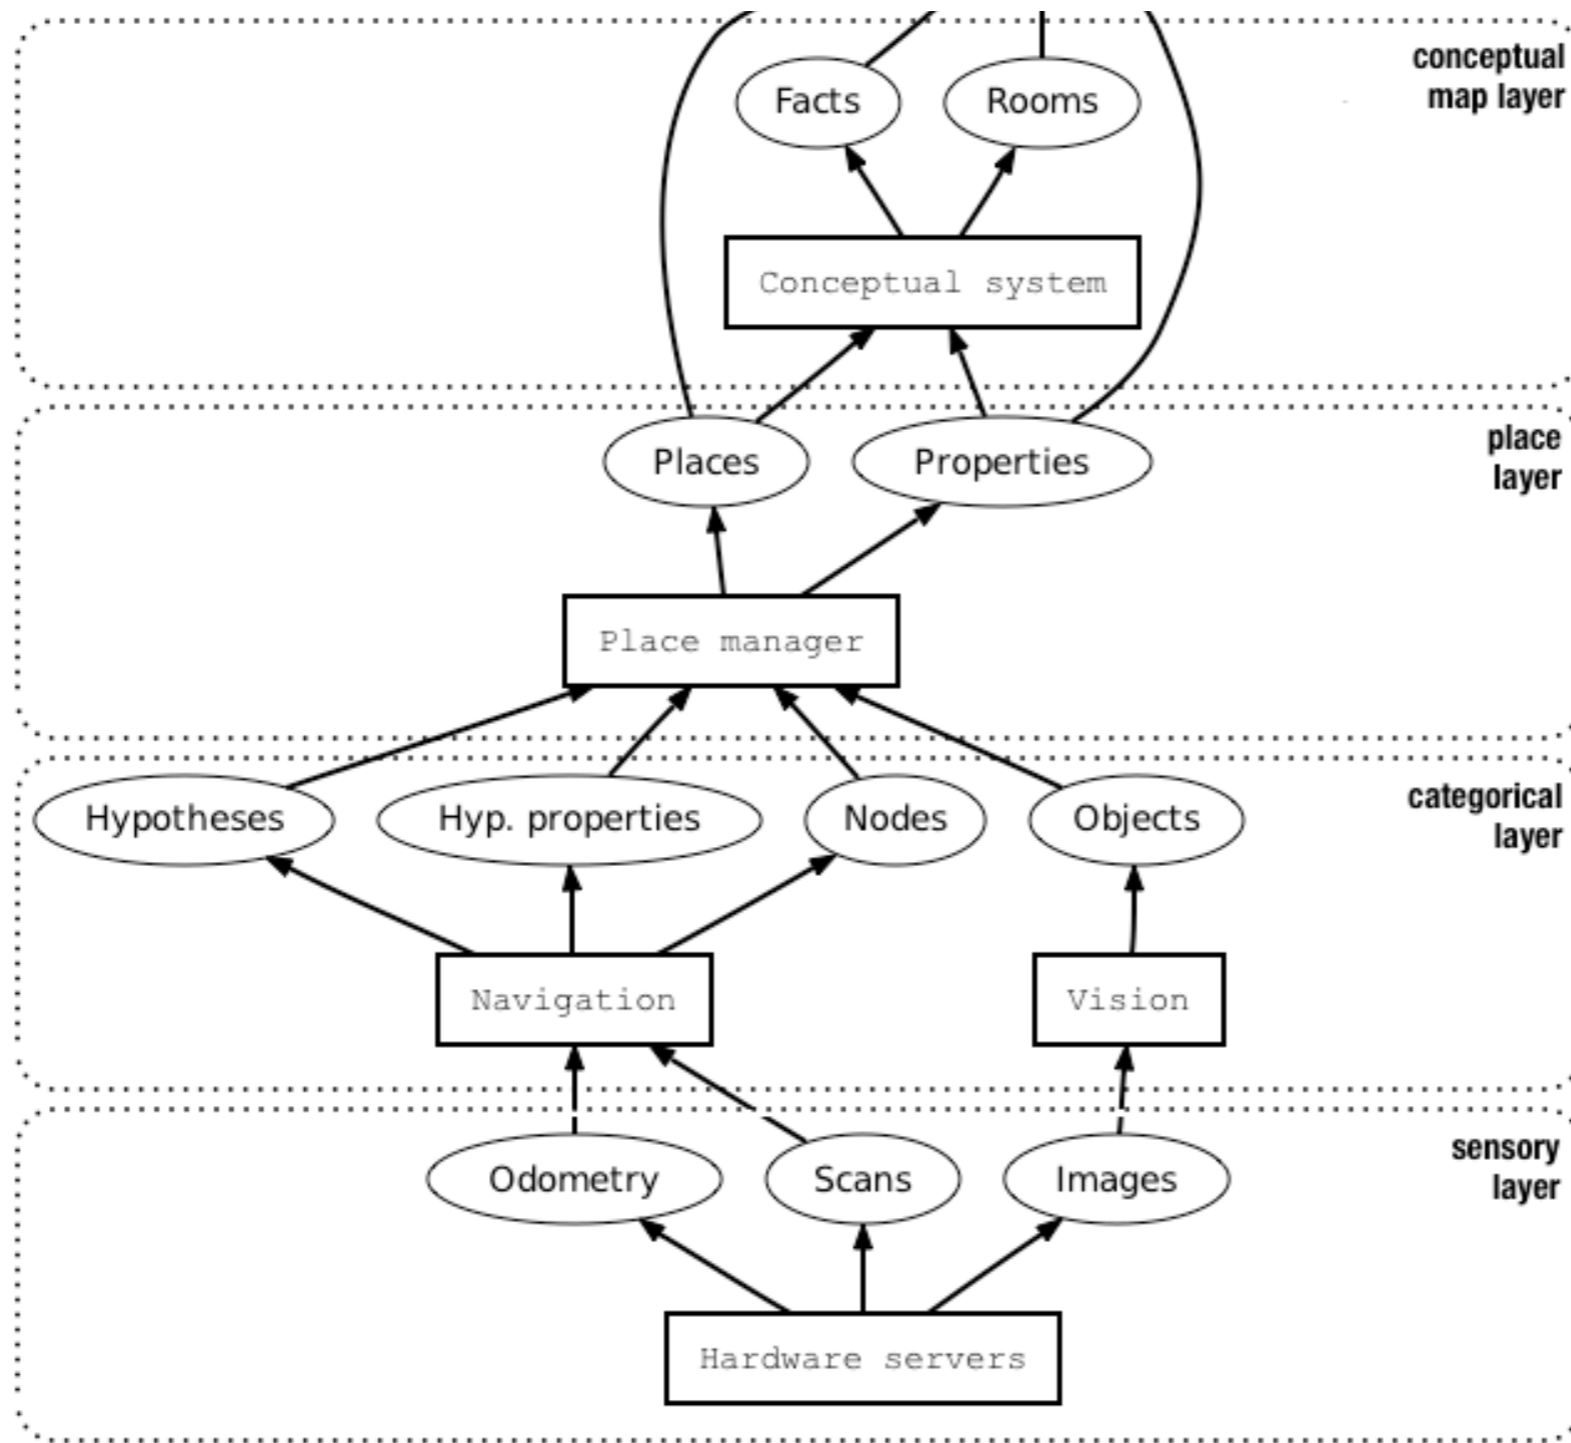 conceptual
map layer
Facts
Rooms
Conceptual system
place
layer
Places
Properties
Place manager
categorical
layer
Hypotheses
Hyp. properties
Nodes
Objects
Navigation
Vision
sensory
layer
Odometry
Scans
Images
Hardware servers